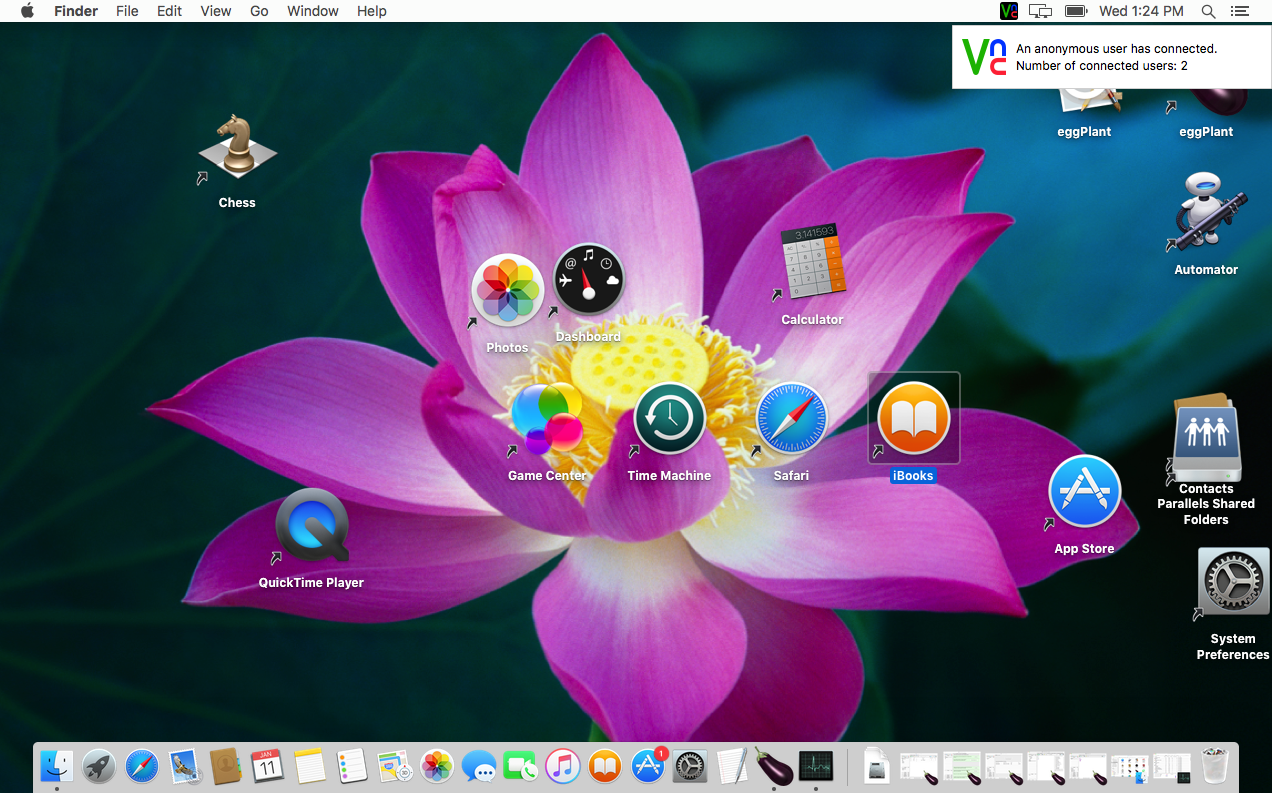 Finder File Edit View Go Window Help
Wed 1:24 PM
An anonymous user has connected.
Number of connected users: 2
eggPlant
eggPlant
Chess
Automator
3.141593
Calculator
Dashboard
Photos
Game Center
Time Machine
Safari
iBooks
Contacts
Parallels Shared
Folders
App Store
QuickTime Player
System
Preferences
JAN
11
1